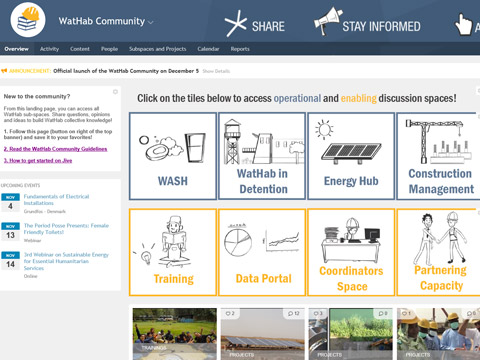 WatHab Community
SHARE
STAY INFORMED
A
Overview Activity Content People Subspaces and Projects Calendar Reports
ANNOUNCEMENT: Official launch of the WatHab Community on December 5 Show Details
New to the community?
From this landing page, you can access all
WatHab sub-spaces. Share questions, opinions
and ideas to build WatHab collective knowledge!
1. Follow this page (button on right of the top
banner) and save it to your favorites!
2. Read the WatHab Community Guidelines
3. How to get started on Jive
UPCOMING EVENTS
NOV
4
Fundamentals of Electrical
Installations
Grundfos - Denmark
NOV
13
The Period Posse Presents: Female
Friendly Toilets!
Webinar
NOV
14
3rd Webinar on Sustainable Energy
for Essential Humanitarian
Services
Online
Click on the tiles below to access operational and enabling discussion spaces!
WASH
WatHab in
Detention
Energy Hub
Construction
Management
Training
Data Portal
Coordinators
Space
Partnering
Capacity
2 12
3 0
1 0
TRAININGS
PROJECTS
PROJECTS
PROJECTS